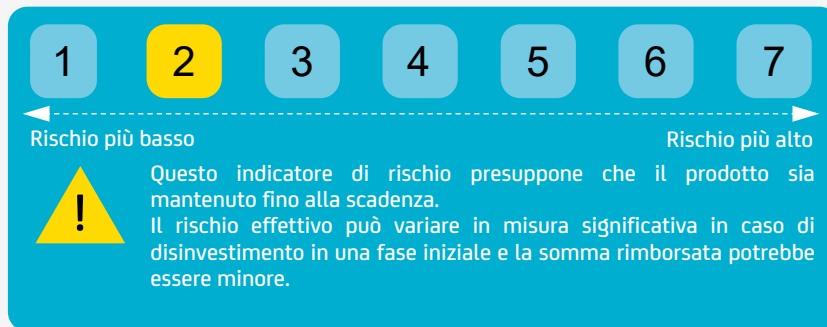 1 2 3 4 5 6 7
Rischio più basso Rischio più alto
!
Questo indicatore di rischio presuppone che il prodotto sia
mantenuto fino alla scadenza.
Il rischio effettivo può variare in misura significativa in caso di
disinvestimento in una fase iniziale e la somma rimborsata potrebbe
essere minore.